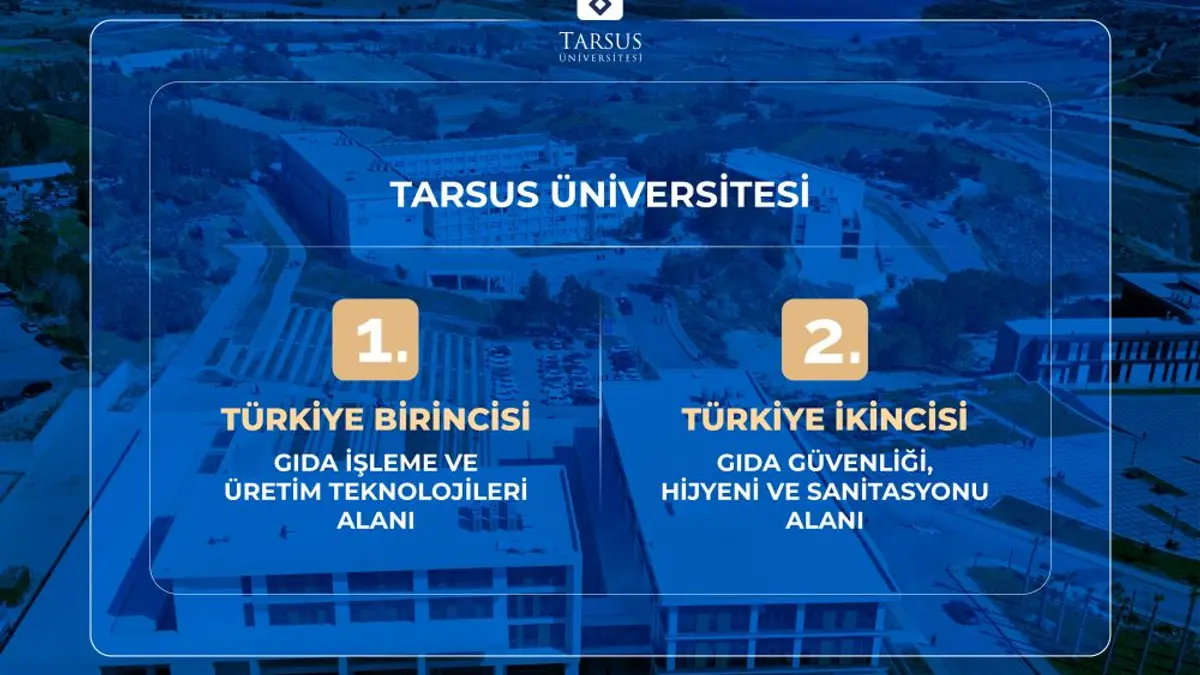 TARSUS
ÜNİVERSİTESİ
TARSUS ÜNİVERSİTESİ
1.
TÜRKİYE BİRİNCİSİ
GIDA İŞLEME VE
ÜRETİM TEKNOLOJİLERİ
ALANI
2.
TÜRKİYE İKİNCİSİ
GIDA GÜVENLİĞİ,
HİJYENİ VE SANİTASYONU
ALANI